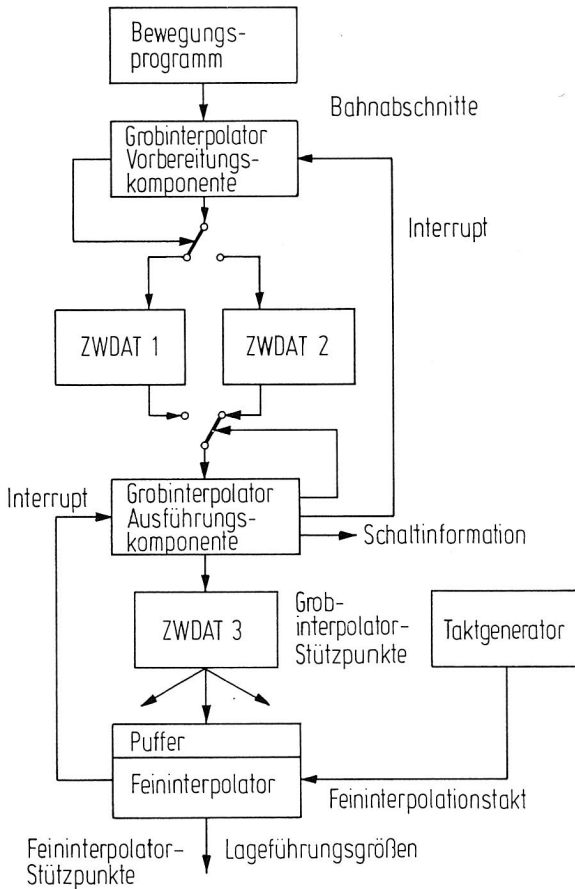 Bewegungs-
programm
Bahnabschnitte
Grobinterpolator
Vorbereitungs-
komponente
Interrupt
ZWDAT 1
ZWDAT 2
Interrupt
Grobinterpolator
Ausführungs-
komponente
Schaltinformation
ZWDAT 3
Grob-
interpolator-
Stützpunkte
Taktgenerator
Puffer
Feininterpolator
Feininterpolationstakt
Feininterpolator-
Stützpunkte
Lageführungsgrößen